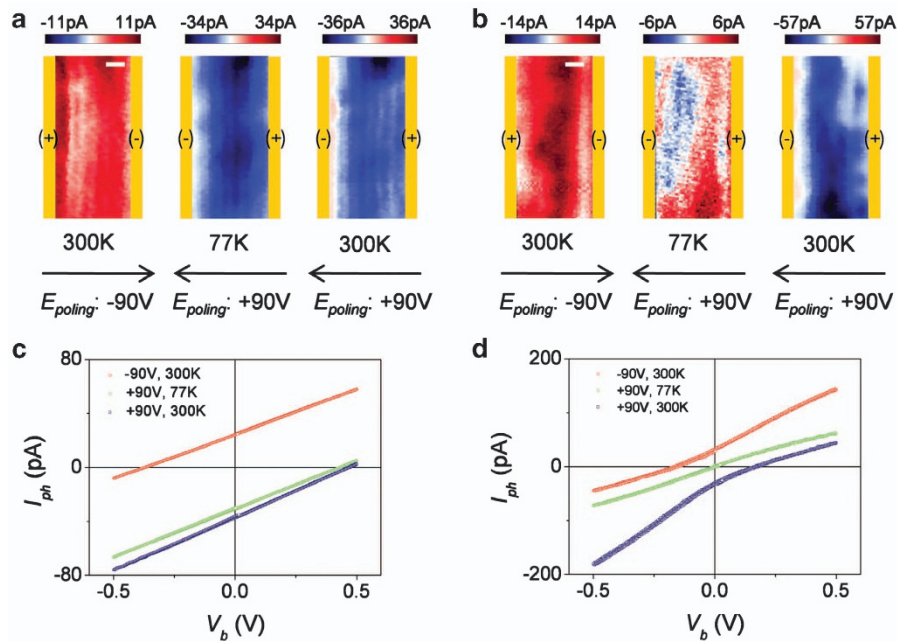 a
-11pA 11pA
-34pA 34pA
-36pA 36pA
(+) (-)
(-) (+)
(-) (+)
300K
77K
300K
E_poling: -90V
E_poling: +90V
E_poling: +90V
b
-14pA 14pA
-6pA 6pA
-57pA 57pA
(+) (-)
(-) (+)
(-) (+)
300K
77K
300K
E_poling: -90V
E_poling: +90V
E_poling: +90V
c
80
0
-80
I_ph (pA)
-90V, 300K
+90V, 77K
+90V, 300K
-0.5 0.0 0.5
V_b (V)
d
200
0
-200
I_ph (pA)
-90V, 300K
+90V, 77K
+90V, 300K
-0.5 0.0 0.5
V_b (V)